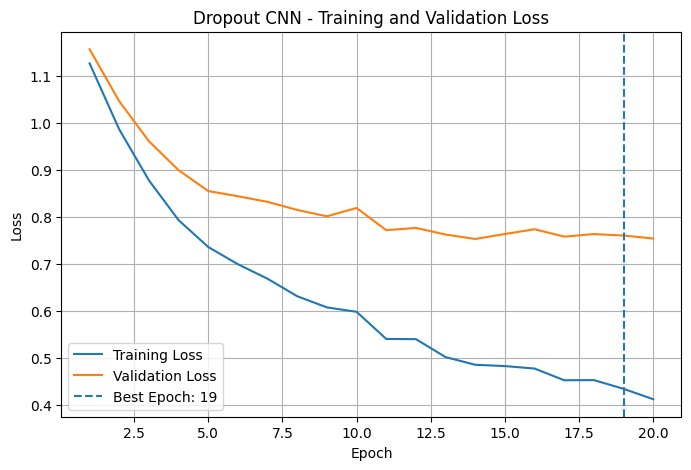 Dropout CNN - Training and Validation Loss
Loss
1.1
1.0
0.9
0.8
0.7
0.6
0.5
0.4
Training Loss
Validation Loss
Best Epoch: 19
2.5 5.0 7.5 10.0 12.5 15.0 17.5 20.0
Epoch